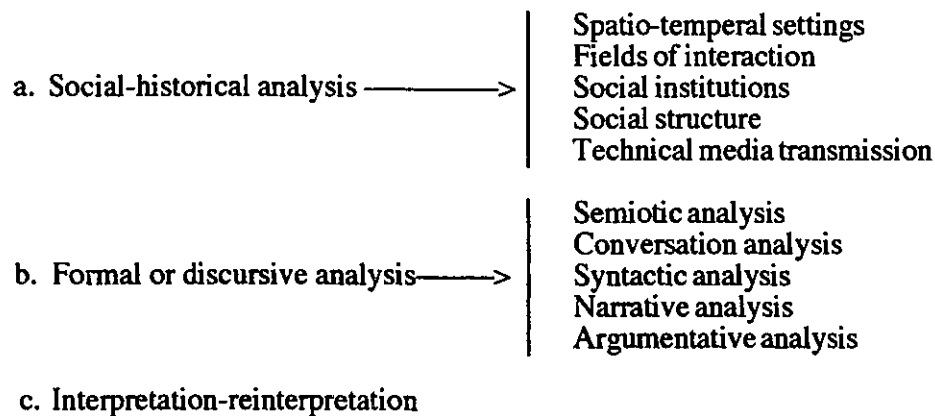 Spatio-temperal settings
Fields of interaction
a. Social-historical analysis
Social institutions
Social structure
Technical media transmission
Semiotic analysis
Conversation analysis
b. Formal or discursive analysis
Syntactic analysis
Narrative analysis
Argumentative analysis
c. Interpretation-reinterpretation